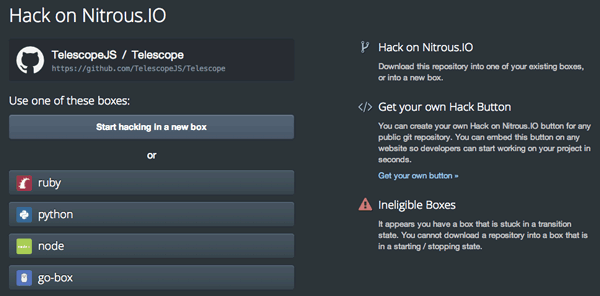 Hack on Nitrous.IO
TelescopeJS / Telescope
https://github.com/TelescopeJS/Telescope
Use one of these boxes:
Start hacking in a new box
or
ruby
python
node
go-box
Hack on Nitrous.IO
Download this repository into one of your existing boxes,
or into a new box.
Get your own Hack Button
You can create your own Hack on Nitrous.IO button for any
public git repository. You can embed this button on any
website so developers can start working on your project in
seconds.
Get your own button »
Ineligible Boxes
It appears you have a box that is stuck in a transition
state. You cannot download a repository into a box that is
in a starting / stopping state.